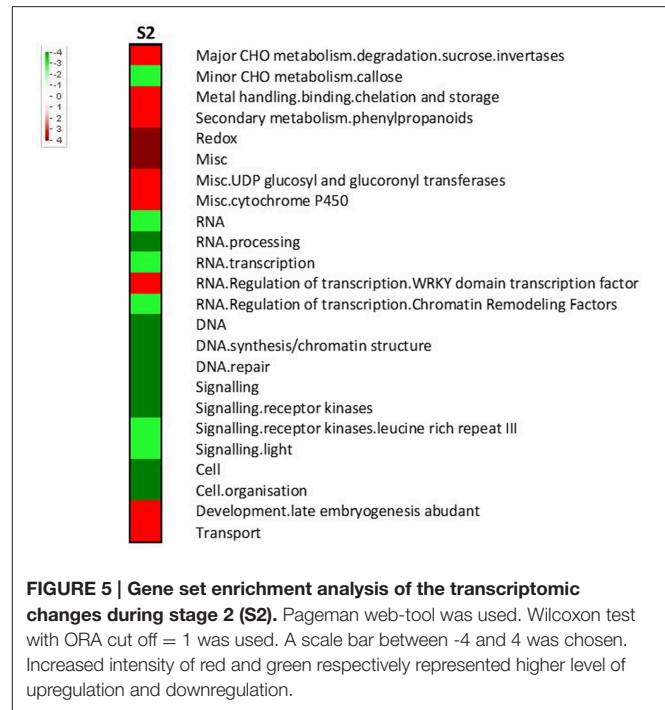 S2
-4
-3
-2
-1
0
1
2
3
4
Major CHO metabolism.degradation.sucrose.invertases
Minor CHO metabolism.callose
Metal handling.binding.chelation and storage
Secondary metabolism.phenylpropanoids
Redox
Misc
Misc.UDP glucosyl and glucoronyl transferases
Misc.cytochrome P450
RNA
RNA.processing
RNA.transcription
RNA.Regulation of transcription.WRKY domain transcription factor
RNA.Regulation of transcription.Chromatin Remodeling Factors
DNA
DNA.synthesis/chromatin structure
DNA.repair
Signalling
Signalling.receptor kinases
Signalling.receptor kinases.leucine rich repeat III
Signalling.light
Cell
Cell.organisation
Development.late embryogenesis abudant
Transport
FIGURE 5 | Gene set enrichment analysis of the transcriptomic
changes during stage 2 (S2). Pageman web-tool was used. Wilcoxon test
with ORA cut off = 1 was used. A scale bar between -4 and 4 was chosen.
Increased intensity of red and green respectively represented higher level of
upregulation and downregulation.